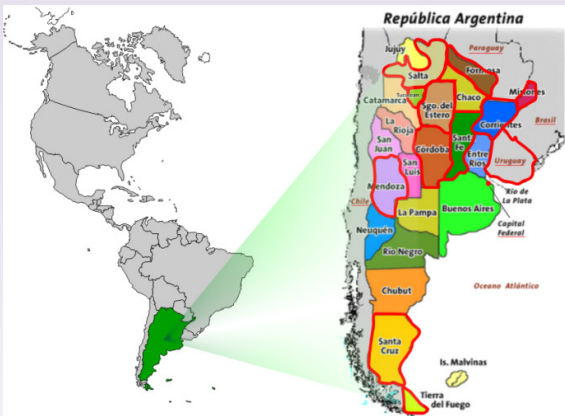 República Argentina
Jujuy
Paraguay
Salta
Formosa
Tucumán
Chaco
Misiones
Catamarca
Sgo. del
Estero
Corrientes
Brasil
La
Rioja
Santa
Fe
San
Juan
Córdoba
Entre
Ríos
Uruguay
San
Luis
Mendoza
Río de
La Plata
Chile
La Pampa
Buenos Aires
Capital
Federal
Neuquén
Río Negro
Chubut
Oceano Atlántico
Santa
Cruz
Is. Malvinas
Tierra
del Fuego